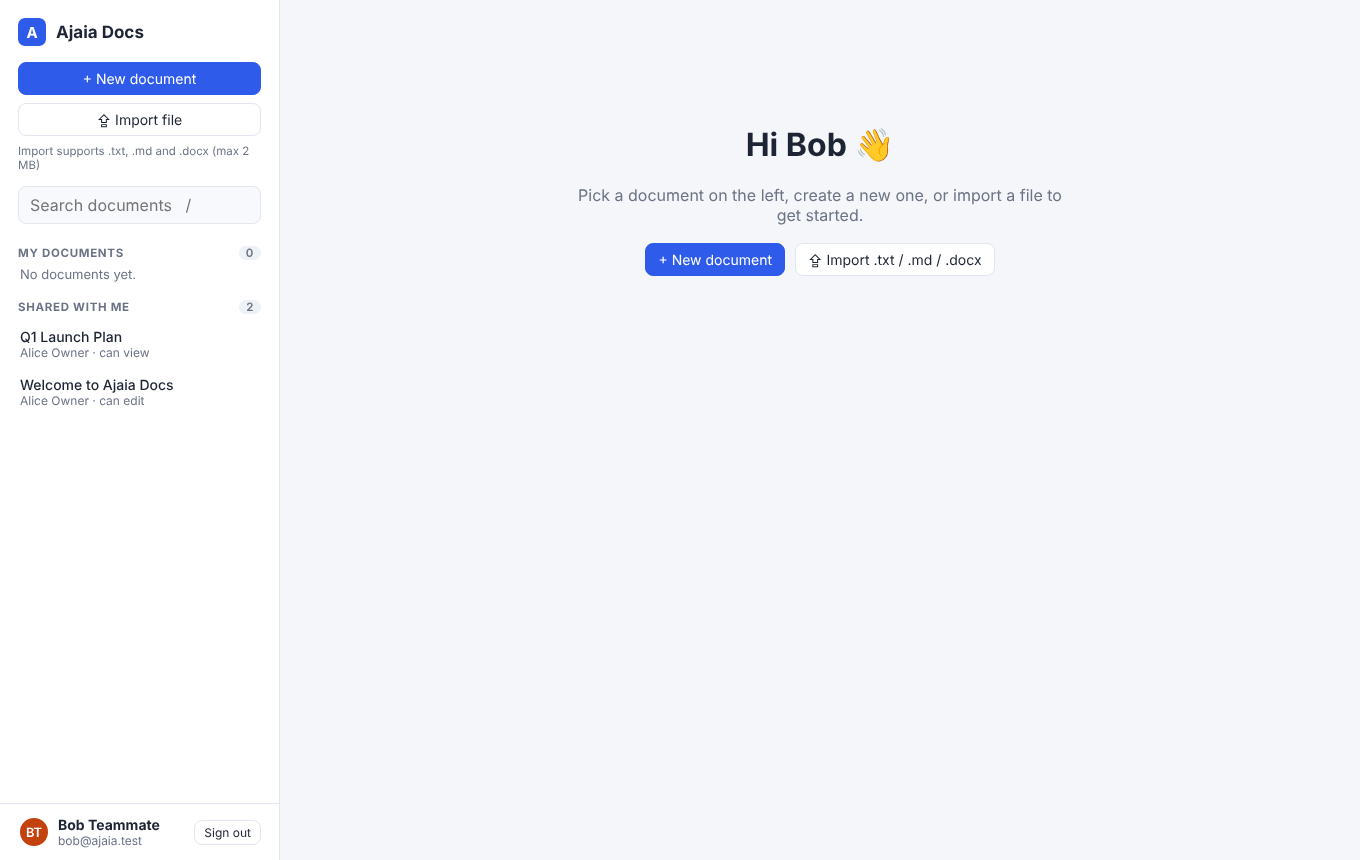 A Ajaia Docs
+ New document
⇪ Import file
Import supports .txt, .md and .docx (max 2
MB)
Search documents /
MY DOCUMENTS 0
No documents yet.
SHARED WITH ME 2
Q1 Launch Plan
Alice Owner · can view
Welcome to Ajaia Docs
Alice Owner · can edit
BT Bob Teammate
bob@ajaia.test
Sign out
Hi Bob 👋
Pick a document on the left, create a new one, or import a file to
get started.
+ New document ⇪ Import .txt / .md / .docx